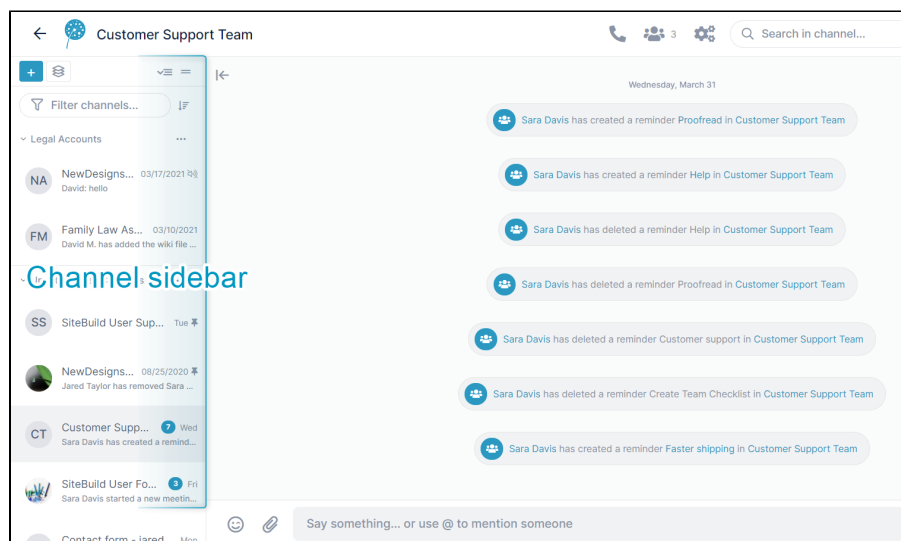 Customer Support Team
3
Search in channel...
Filter channels...
Wednesday, March 31
Legal Accounts
NA
NewDesigns... 03/17/2021
David: hello
FM
Family Law As... 03/10/2021
David M. has added the wiki file ...
Channel sidebar
SS
SiteBuild User Sup... Tue
NewDesigns... 08/25/2020
Jared Taylor has removed Sara ...
CT
Customer Supp... 7 Wed
Sara Davis has created a remind...
SiteBuild User Fo... 3 Fri
Sara Davis started a new meetin...
Contact form - jared Mon
Sara Davis has created a reminder Proofread in Customer Support Team
Sara Davis has created a reminder Help in Customer Support Team
Sara Davis has deleted a reminder Help in Customer Support Team
Sara Davis has deleted a reminder Proofread in Customer Support Team
Sara Davis has deleted a reminder Customer support in Customer Support Team
Sara Davis has deleted a reminder Create Team Checklist in Customer Support Team
Sara Davis has created a reminder Faster shipping in Customer Support Team
Say something... or use @ to mention someone